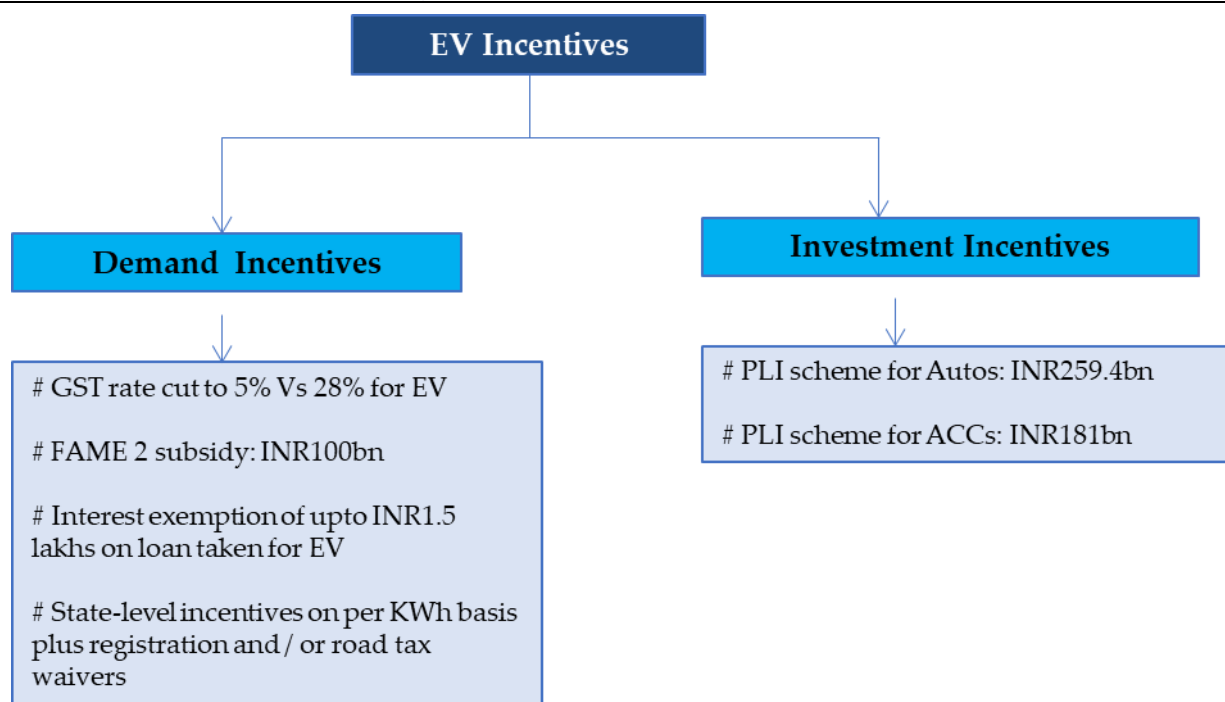 EV Incentives
Demand Incentives
Investment Incentives
# GST rate cut to 5% Vs 28% for EV
# FAME 2 subsidy: INR100bn
# Interest exemption of upto INR1.5
lakhs on loan taken for EV
# State-level incentives on per KWh basis
plus registration and / or road tax
waivers
# PLI scheme for Autos: INR259.4bn
# PLI scheme for ACCs: INR181bn